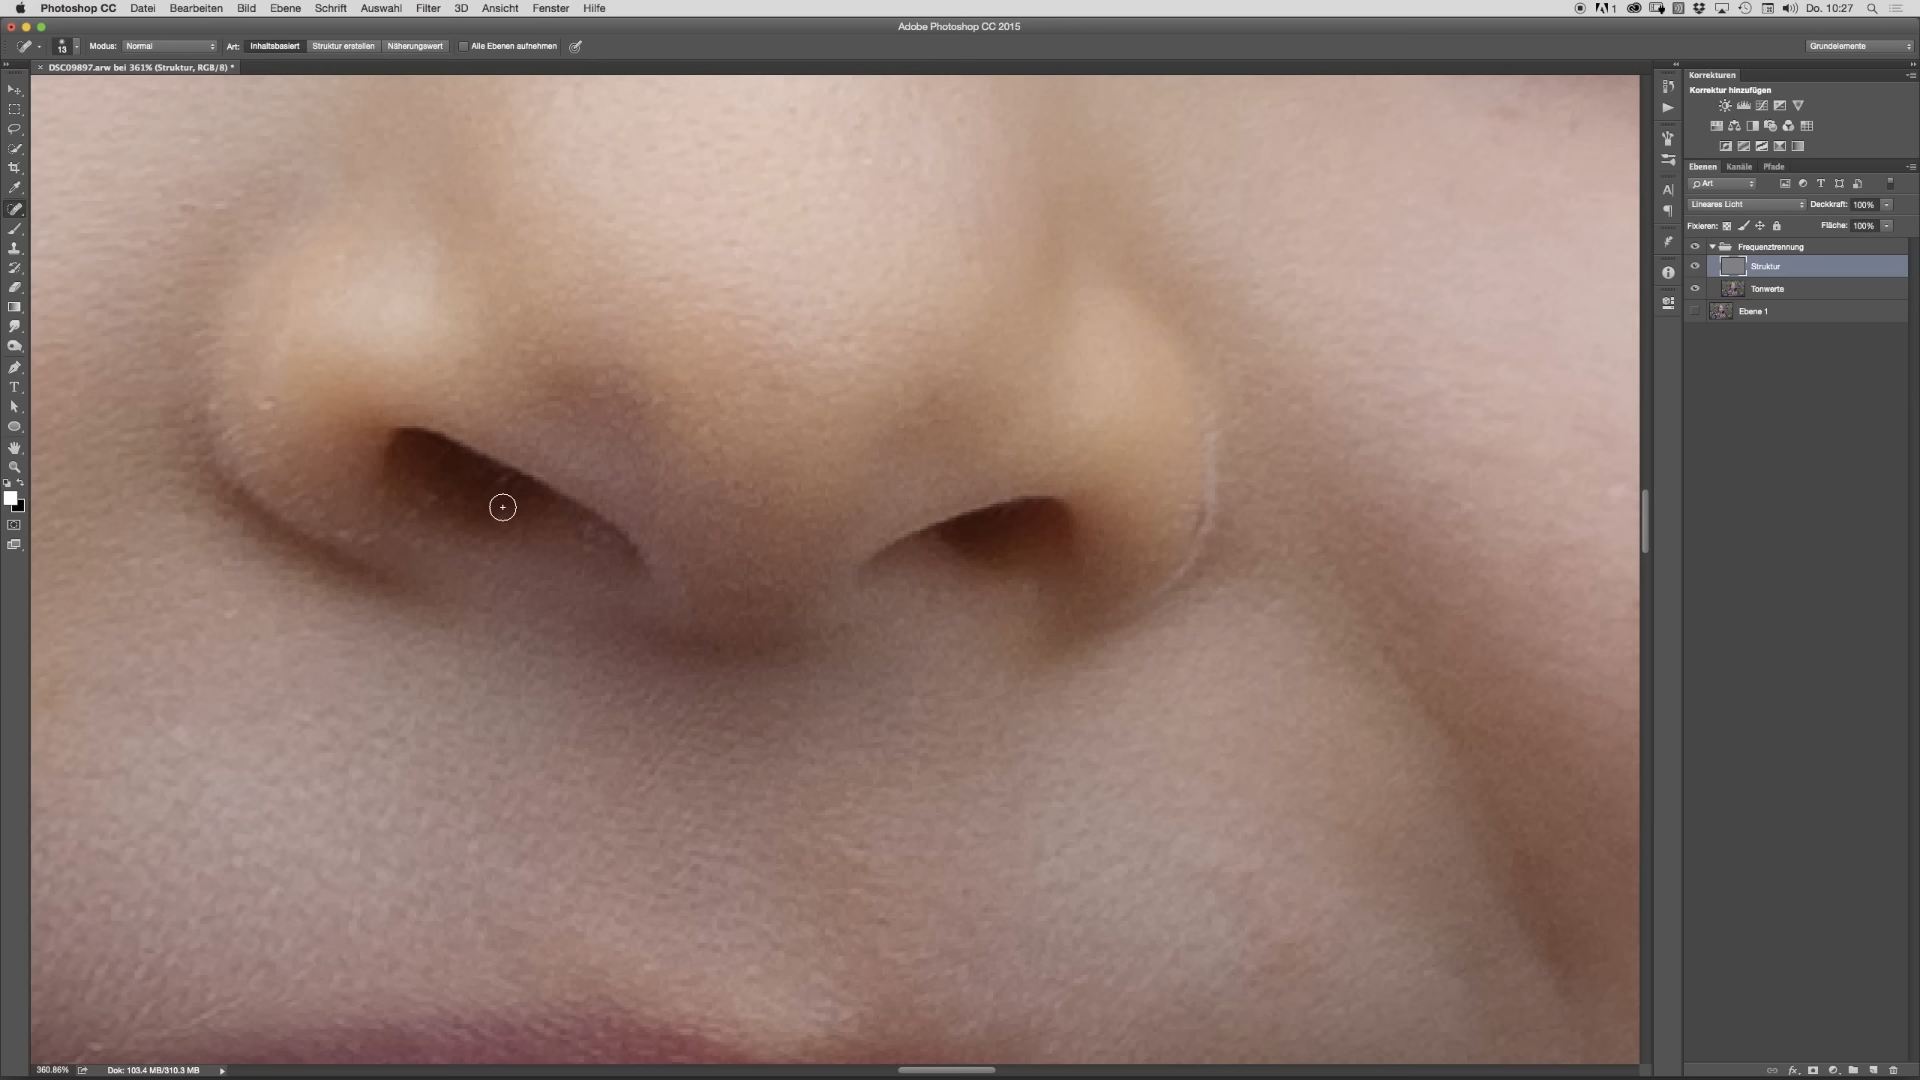 Photoshop CC Datei Bearbeiten Bild Ebene Schrift Auswahl Filter 3D Ansicht Fenster Hilfe 1 Do. 10:27
Adobe Photoshop CC 2015
13 Modus: Normal Art: Inhaltsbasiert Struktur erstellen Näherungswert Alle Ebenen aufnehmen Grundelemente
× DSC09897.arw bei 361% (Struktur, RGB/8) *
Korrekturen
Korrektur hinzufügen
Ebenen Kanäle Pfade
Art
Lineares Licht Deckkraft: 100%
Fixieren: Fläche: 100%
Frequenztrennung
Struktur
Tonwerte
Ebene 1
360.86% Dok: 103.4 MB/310.3 MB